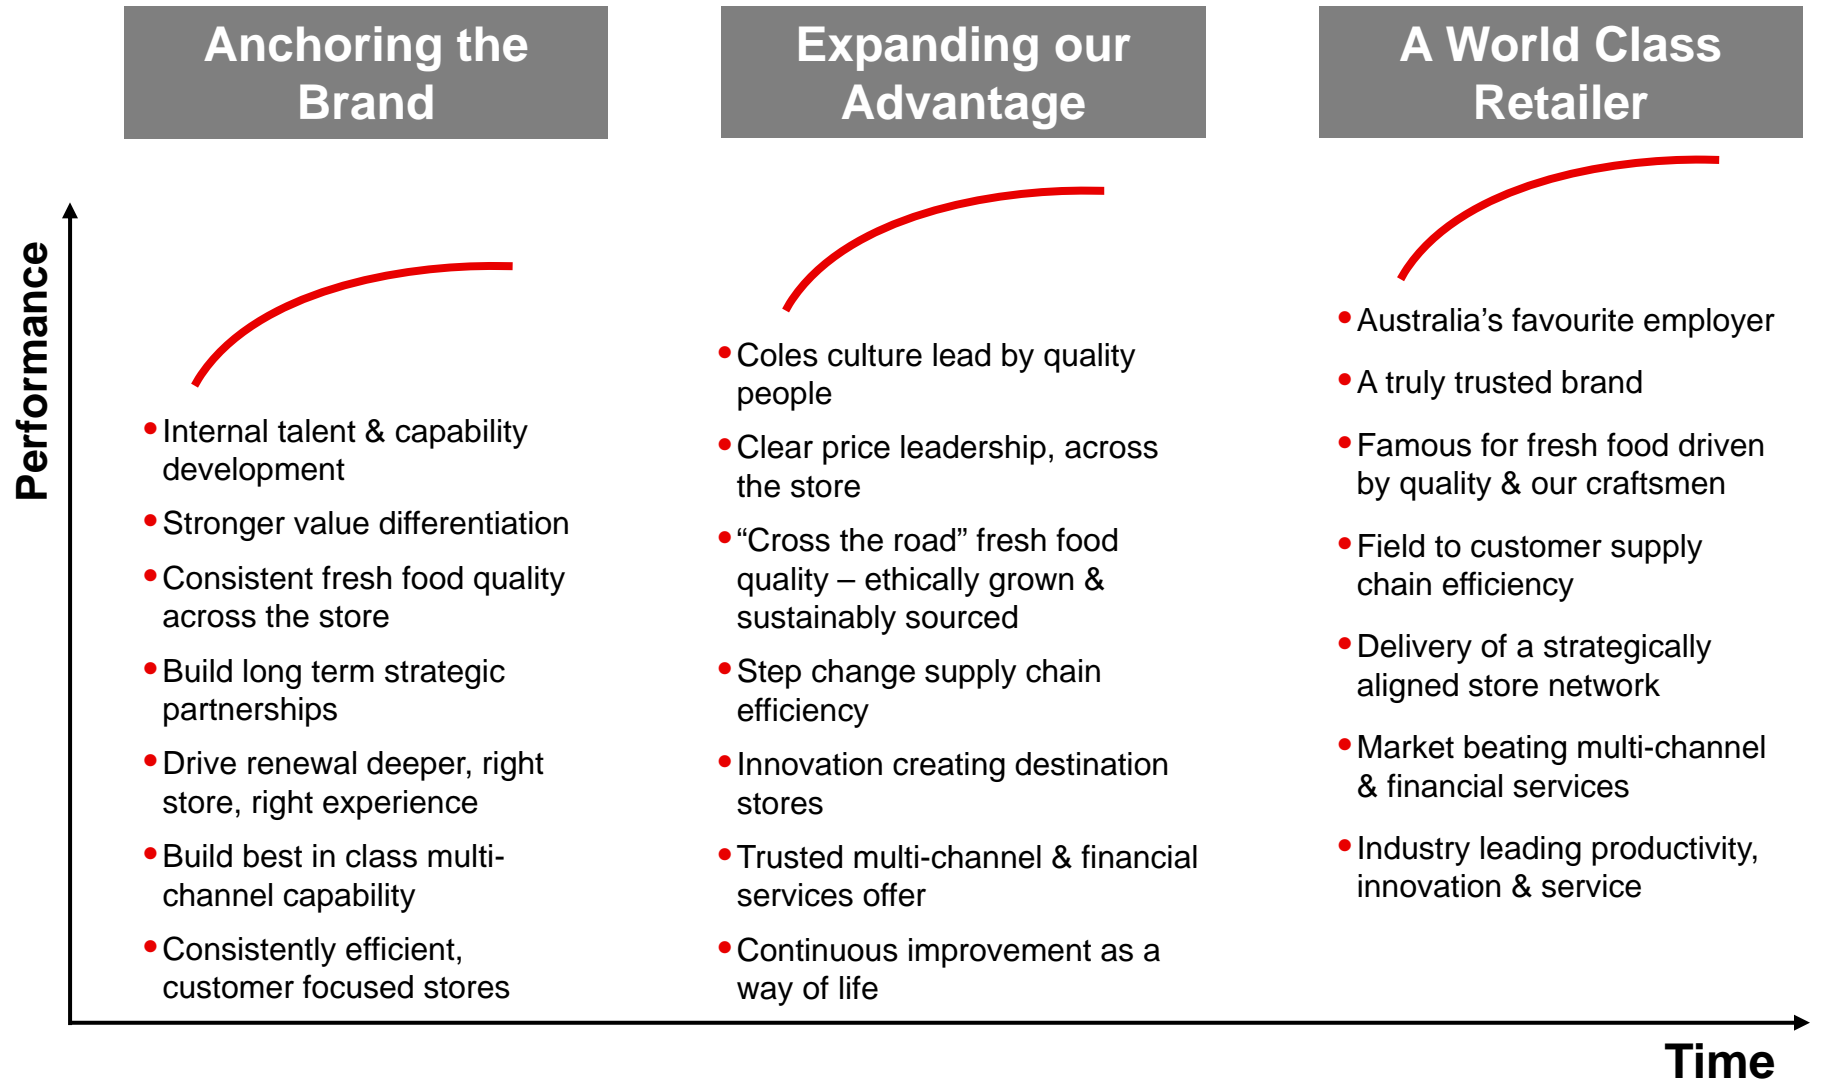 Anchoring the
Brand
Expanding our
Advantage
A World Class
Retailer
Performance
•Internal talent & capability
development
•Stronger value differentiation
•Consistent fresh food quality
across the store
•Build long term strategic
partnerships
•Drive renewal deeper, right
store, right experience
•Build best in class multi-
channel capability
•Consistently efficient,
customer focused stores
•Coles culture lead by quality
people
•Clear price leadership, across
the store
•“Cross the road” fresh food
quality – ethically grown &
sustainably sourced
•Step change supply chain
efficiency
•Innovation creating destination
stores
•Trusted multi-channel & financial
services offer
•Continuous improvement as a
way of life
•Australia’s favourite employer
•A truly trusted brand
•Famous for fresh food driven
by quality & our craftsmen
•Field to customer supply
chain efficiency
•Delivery of a strategically
aligned store network
•Market beating multi-channel
& financial services
•Industry leading productivity,
innovation & service
Time